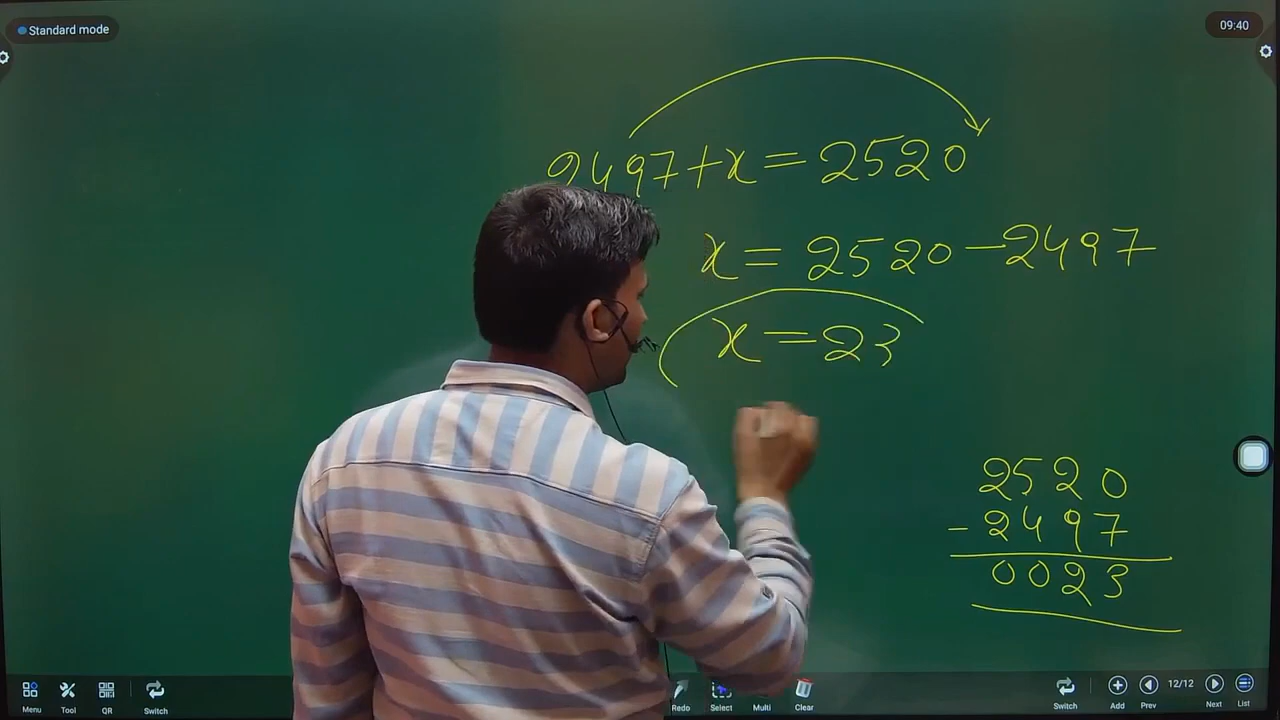 Standard mode
09:40
2497+x=2520
x=2520-2497
x=23
2520
-2497
0023
Menu Tool QR Switch Redo Select Multi Clear Switch Add Prev 12/12 Next List